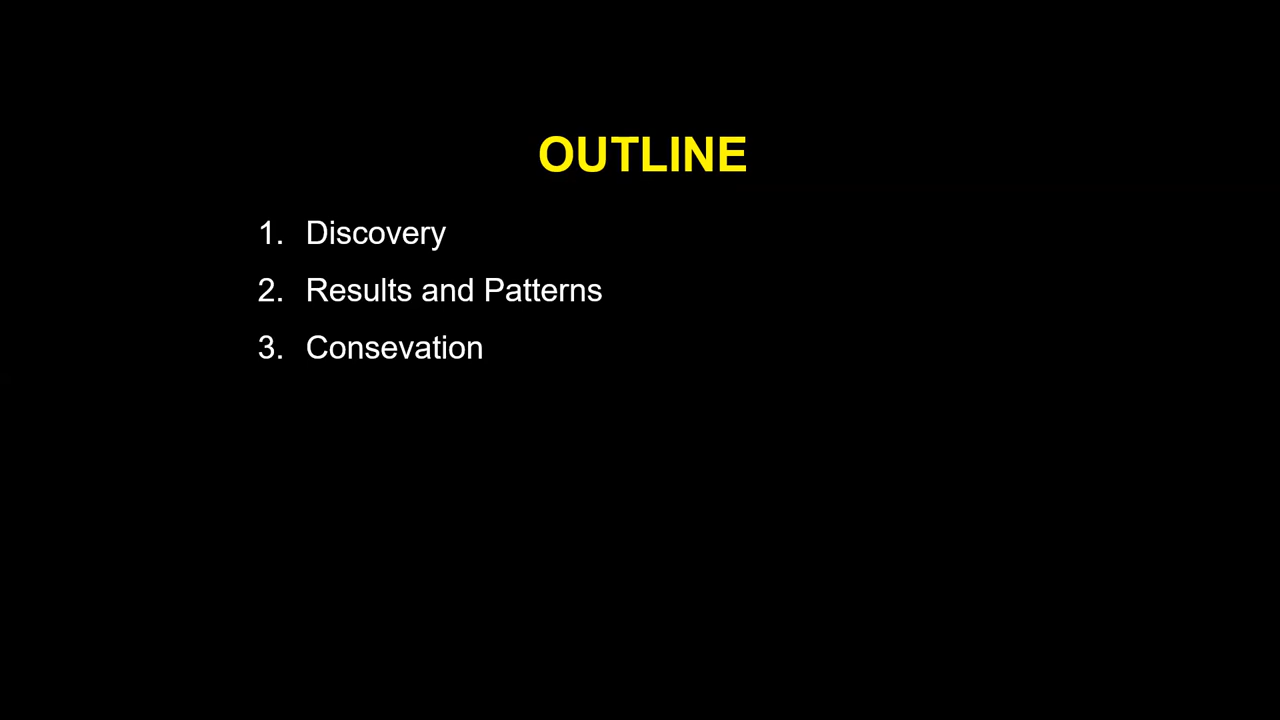 OUTLINE
1. Discovery
2. Results and Patterns
3. Consevation